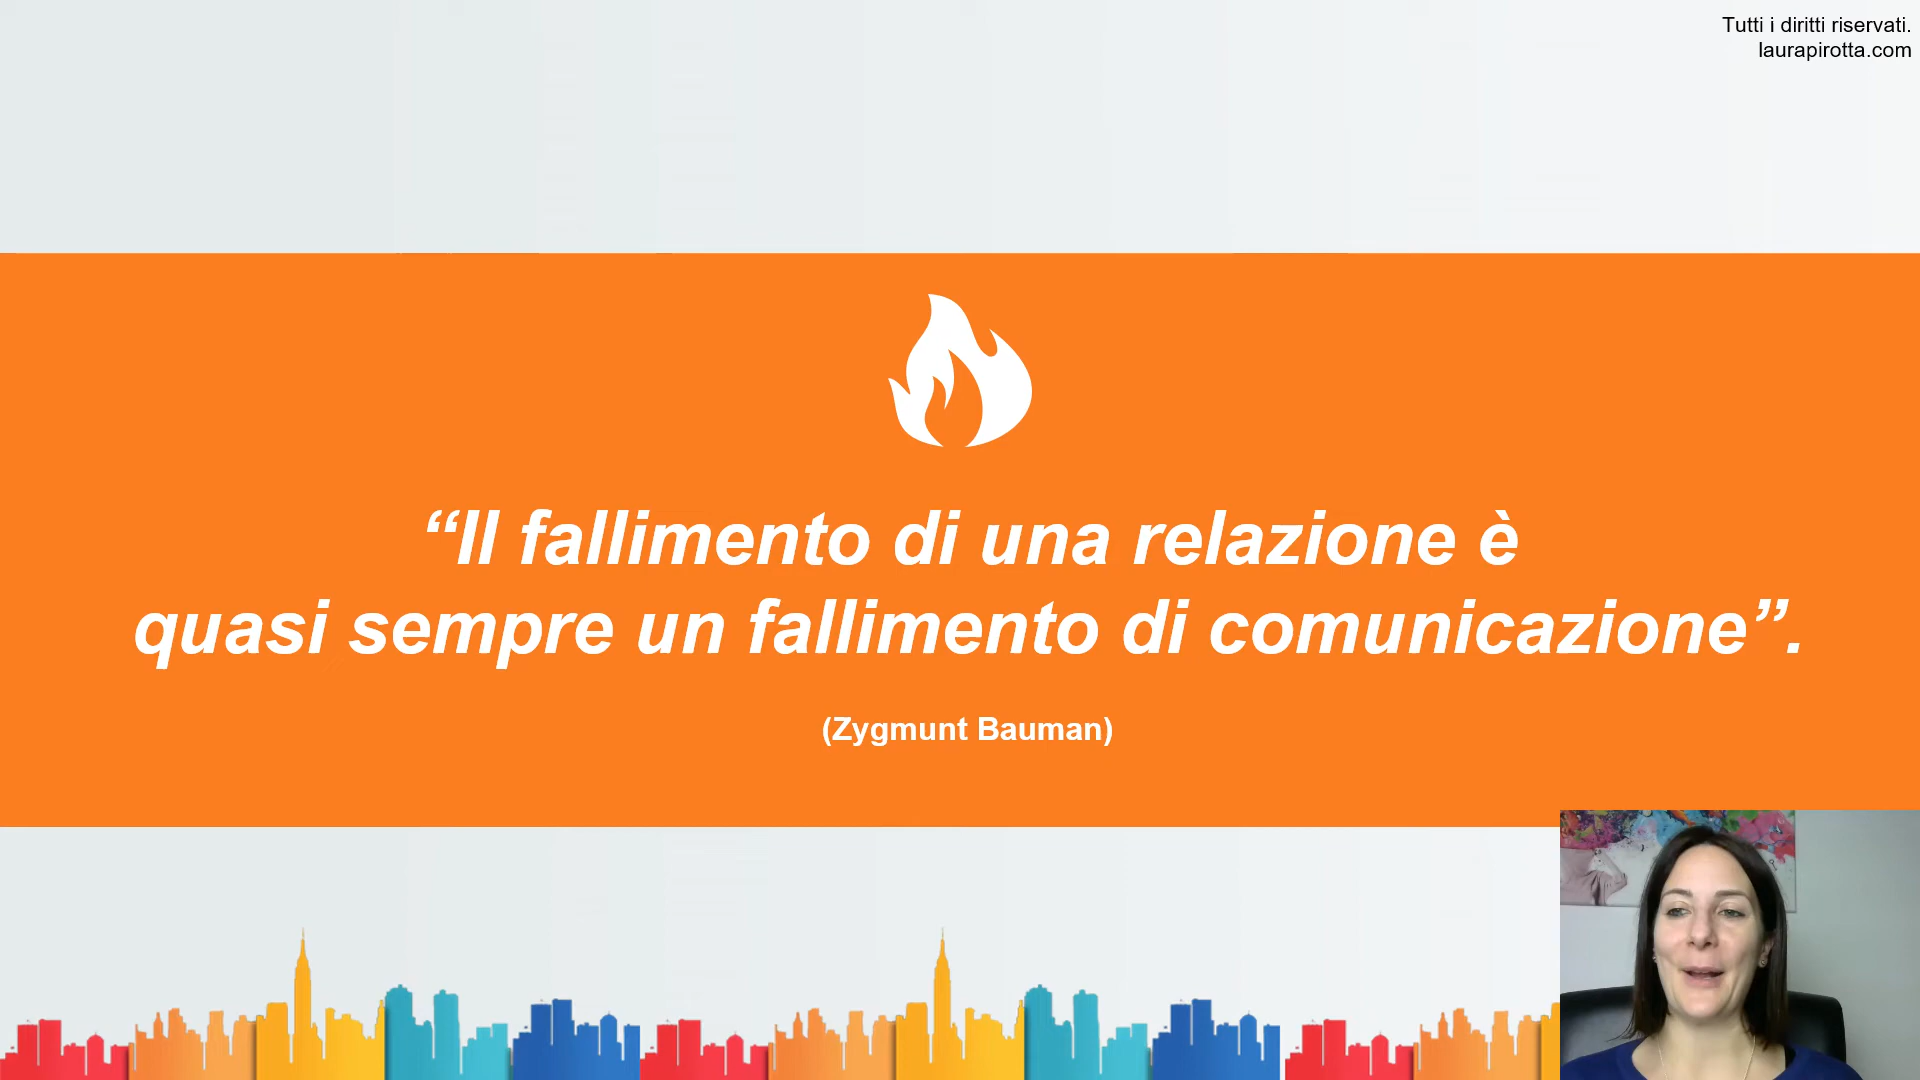 Tutti i diritti riservati.
laurapirotta.com
“Il fallimento di una relazione è
quasi sempre un fallimento di comunicazione”.
(Zygmunt Bauman)